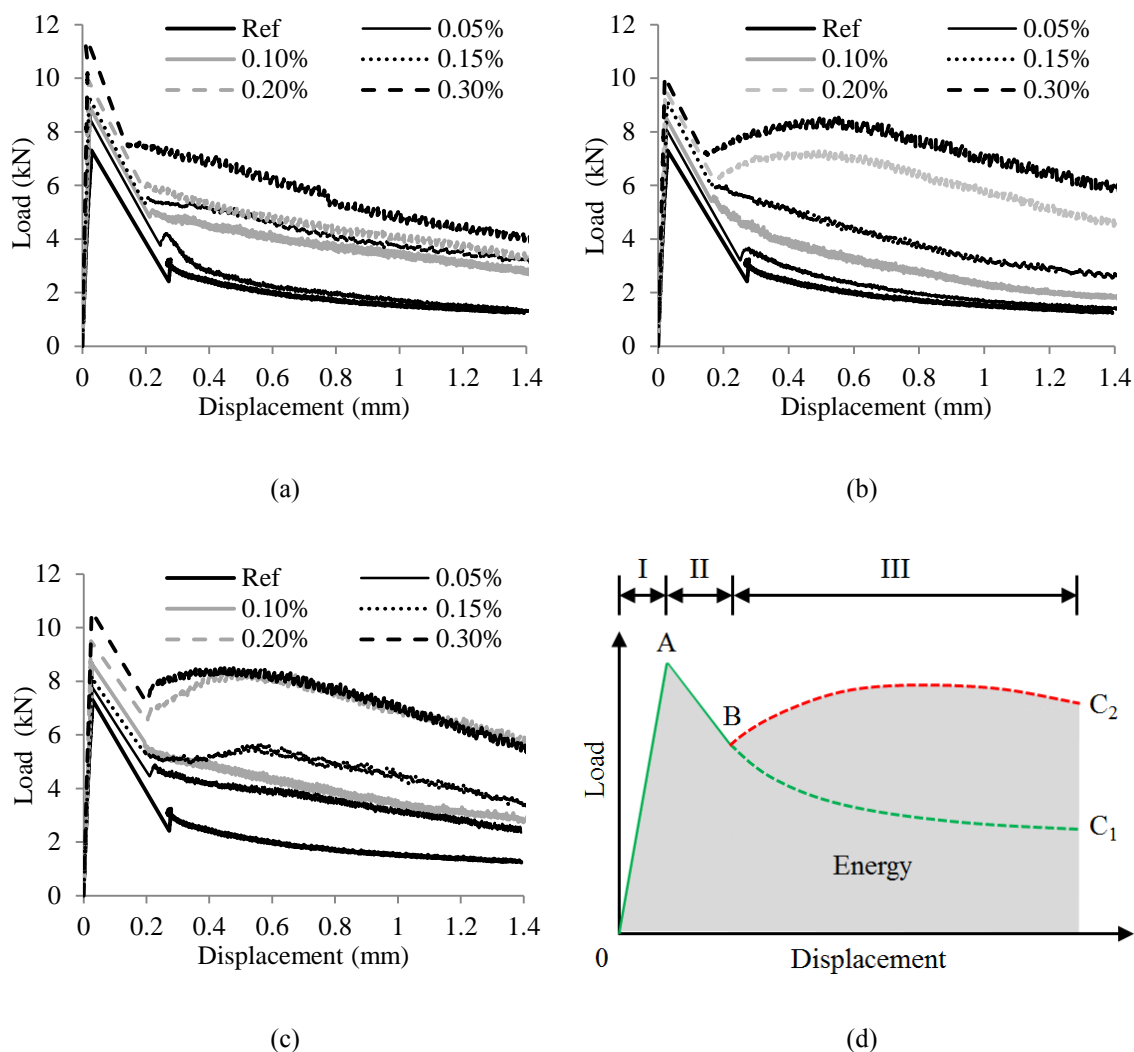 12
10
8
6
4
2
0
Load (kN)
Ref
0.05%
0.10%
0.15%
0.20%
0.30%
0
0.2
0.4
0.6
0.8
1
1.2
1.4
Displacement (mm)
(a)
12
10
8
6
4
2
0
Load (kN)
Ref
0.05%
0.10%
0.15%
0.20%
0.30%
0
0.2
0.4
0.6
0.8
1
1.2
1.4
Displacement (mm)
(b)
12
10
8
6
4
2
0
Load (kN)
Ref
0.05%
0.10%
0.15%
0.20%
0.30%
0
0.2
0.4
0.6
0.8
1
1.2
1.4
Displacement (mm)
(c)
I
II
III
A
B
C2
C1
Load
Energy
0
Displacement
(d)